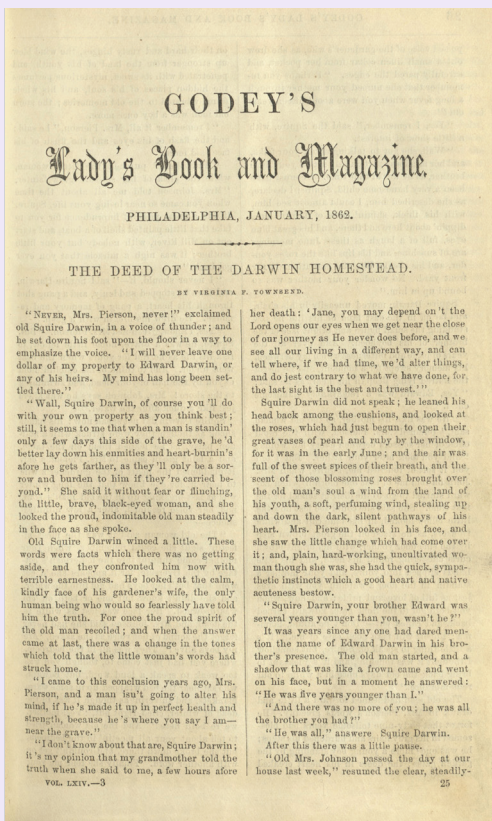 GODEY'S
Lady's Book and Magazine.
PHILADELPHIA, JANUARY, 1862.
THE DEED OF THE DARWIN HOMESTEAD.
BY VIRGINIA F. TOWNSEND.
"NEVER, Mrs. Pierson, never!" exclaimed
old Squire Darwin, in a voice of thunder; and
he set down his foot upon the floor in a way to
emphasize the voice. "I will never leave one
dollar of my property to Edward Darwin, or
any of his heirs. My mind has long been set-
tled there."
"Wall, Squire Darwin, of course you 'll do
with your own property as you think best;
still, it seems to me that when a man is standin'
only a few days this side of the grave, he'd
better lay down his enmities and heart-burnin's
afore he gets farther, as they'll only be a sor-
row and burden to him if they 're carried be-
yond." She said it without fear or flinching,
the little, brave, black-eyed woman, and she
looked the proud, indomitable old man steadily
in the face as she spoke.
Old Squire Darwin winced a little. These
words were facts which there was no getting
aside, and they confronted him now with
terrible earnestness. He looked at the calm,
kindly face of his gardener's wife, the only
human being who would so fearlessly have told
him the truth. For once the proud spirit of
the old man recoiled; and when the answer
came at last, there was a change in the tones
which told that the little woman's words had
struck home.
"I came to this conclusion years ago, Mrs.
Pierson, and a man isn't going to alter his
mind, if he 's made it up in perfect health and
strength, because he 's where you say I am—
near the grave."
"I don't know about that are, Squire Darwin;
it 's my opinion that my grandmother told the
truth when she said to me, a few hours afore
VOL. LXIV.—3
her death: 'Jane, you may depend on 't the
Lord opens our eyes when we get near the close
of our journey as He never does before, and we
see all our living in a different way, and can
tell where, if we had time, we'd alter things,
and do jest contrary to what we have done, for
the last sight is the best and truest.'"
Squire Darwin did not speak; he leaned his
head back among the cushions, and looked at
the roses, which had just begun to open their
great vases of pearl and ruby by the window,
for it was in the early June; and the air was
full of the sweet spices of their breath, and the
scent of those blossoming roses brought over
the old man's soul a wind from the land of
his youth, a soft, perfuming wind, stealing up
and down the dark, silent pathways of his
heart. Mrs. Pierson looked in his face, and
she saw the little change which had come over
it; and, plain, hard-working, uncultivated wo-
man though she was, she had the quick, sympa-
thetic instincts which a good heart and native
acuteness bestow.
"Squire Darwin, your brother Edward was
several years younger than you, wasn't he?"
It was years since any one had dared men-
tion the name of Edward Darwin in his bro-
ther's presence. The old man started, and a
shadow that was like a frown came and went
on his face, but in a moment he answered:
"He was five years younger than I."
"And there was no more of you; he was all
the brother you had?"
"He was all," answere Squire Darwin.
After this there was a little pause.
"Old Mrs. Johnson passed the day at our
house last week," resumed the clear, steadily-
25